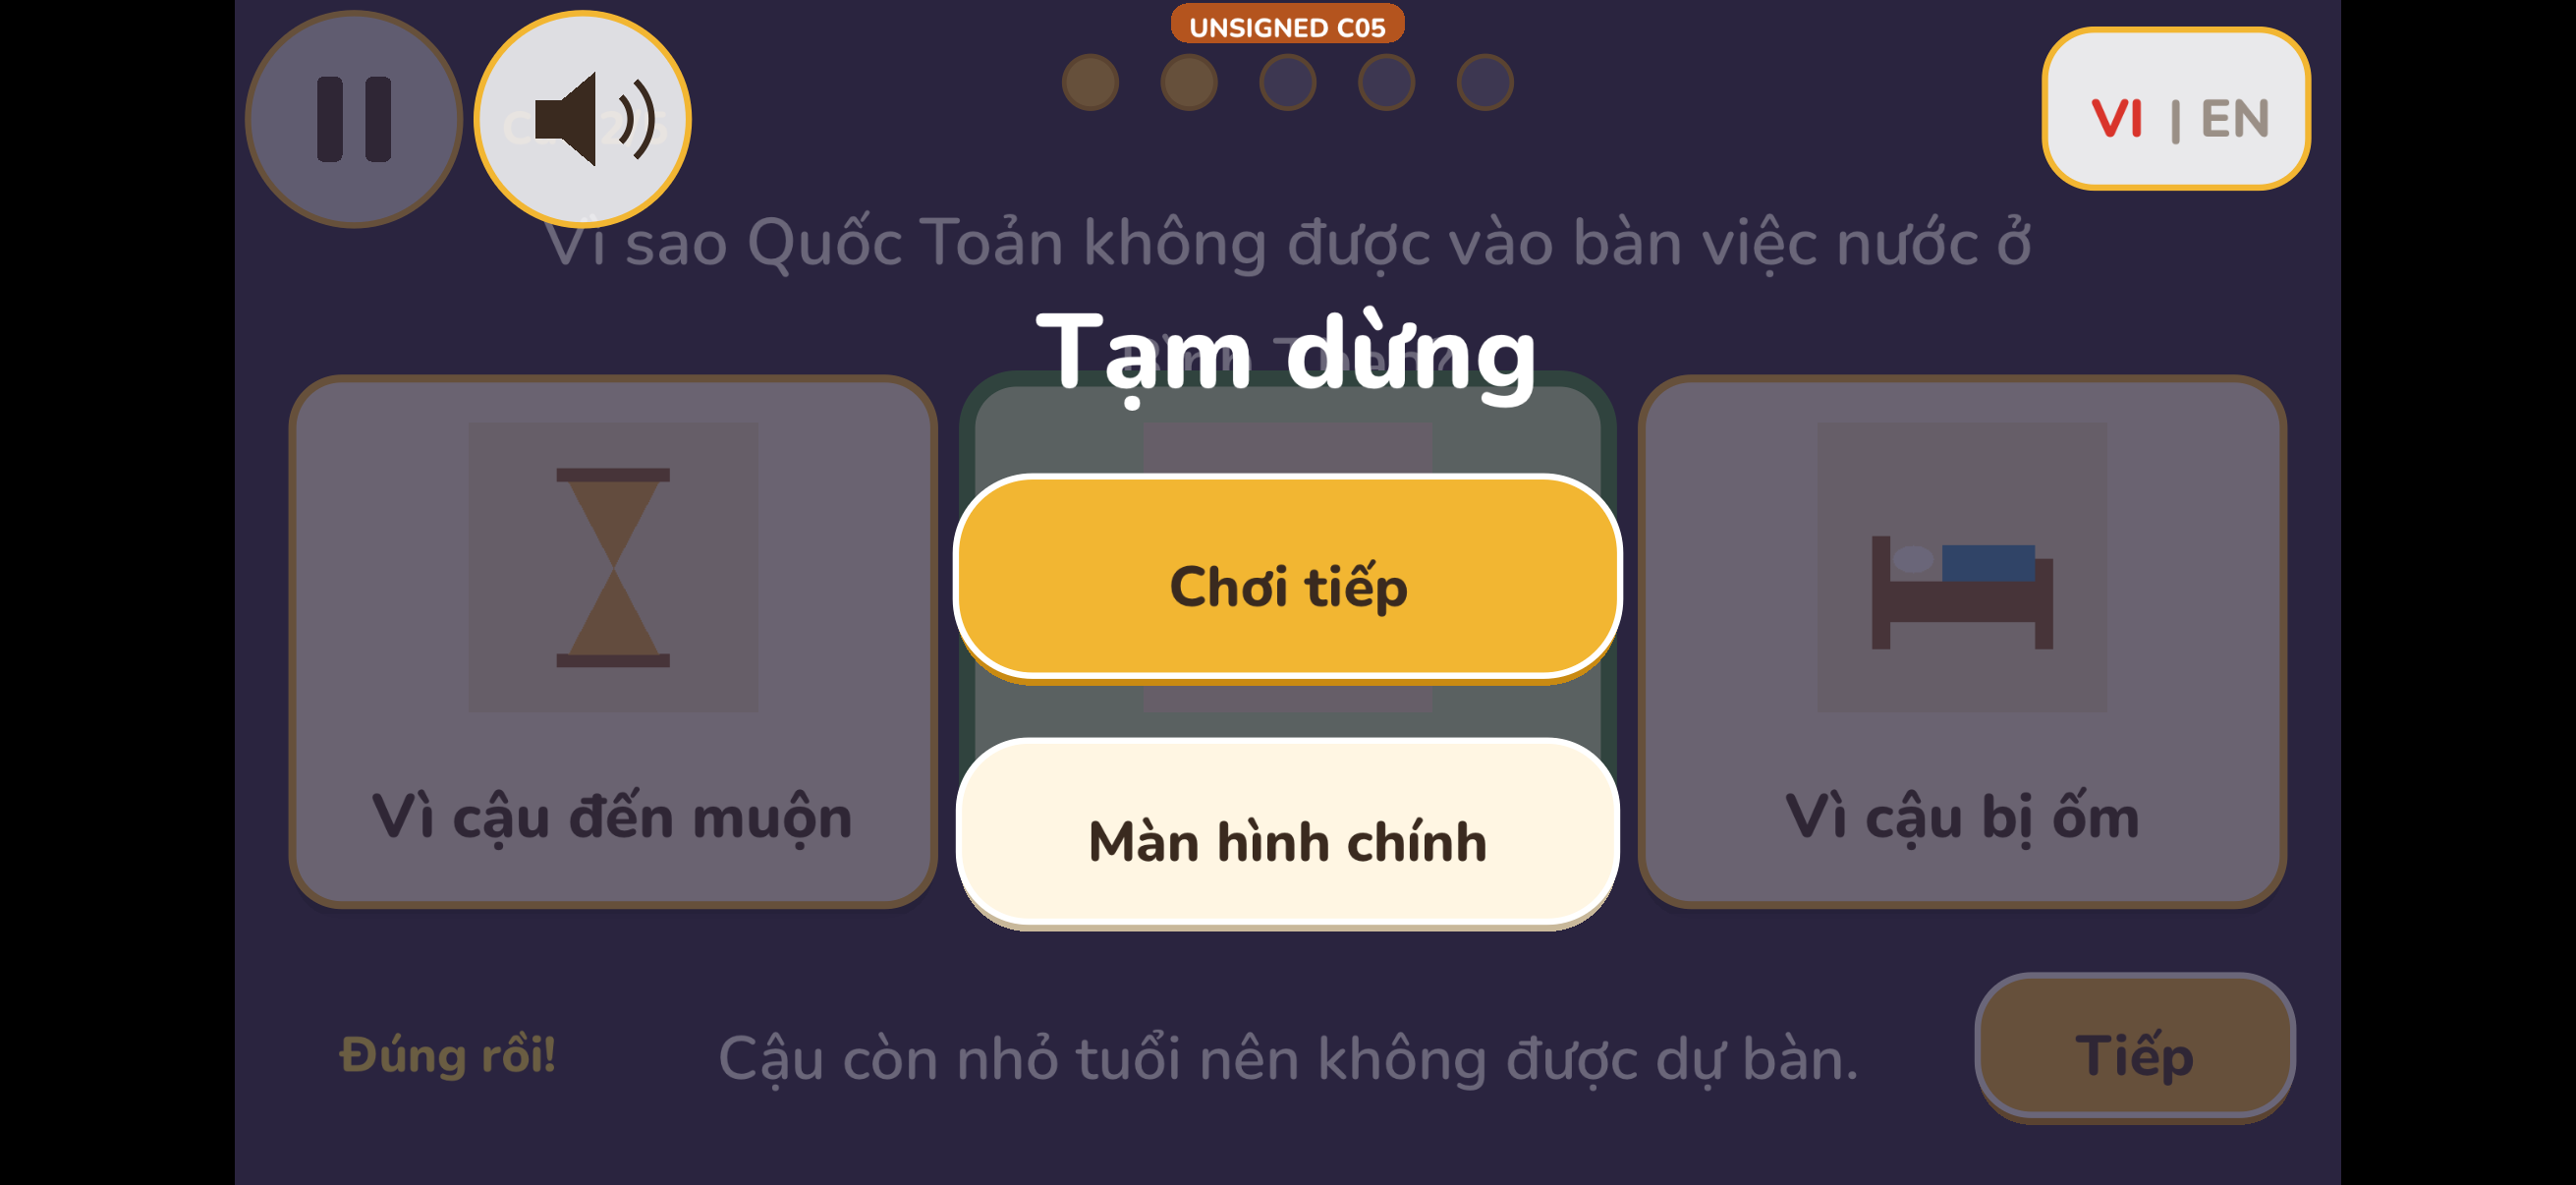 UNSIGNED C05
VI | EN
Vì sao Quốc Toản không được vào bàn việc nước ở
Tạm dừng
Chơi tiếp
Vì cậu đến muộn
Màn hình chính
Vì cậu bị ốm
Đúng rồi!
Cậu còn nhỏ tuổi nên không được dự bàn.
Tiếp